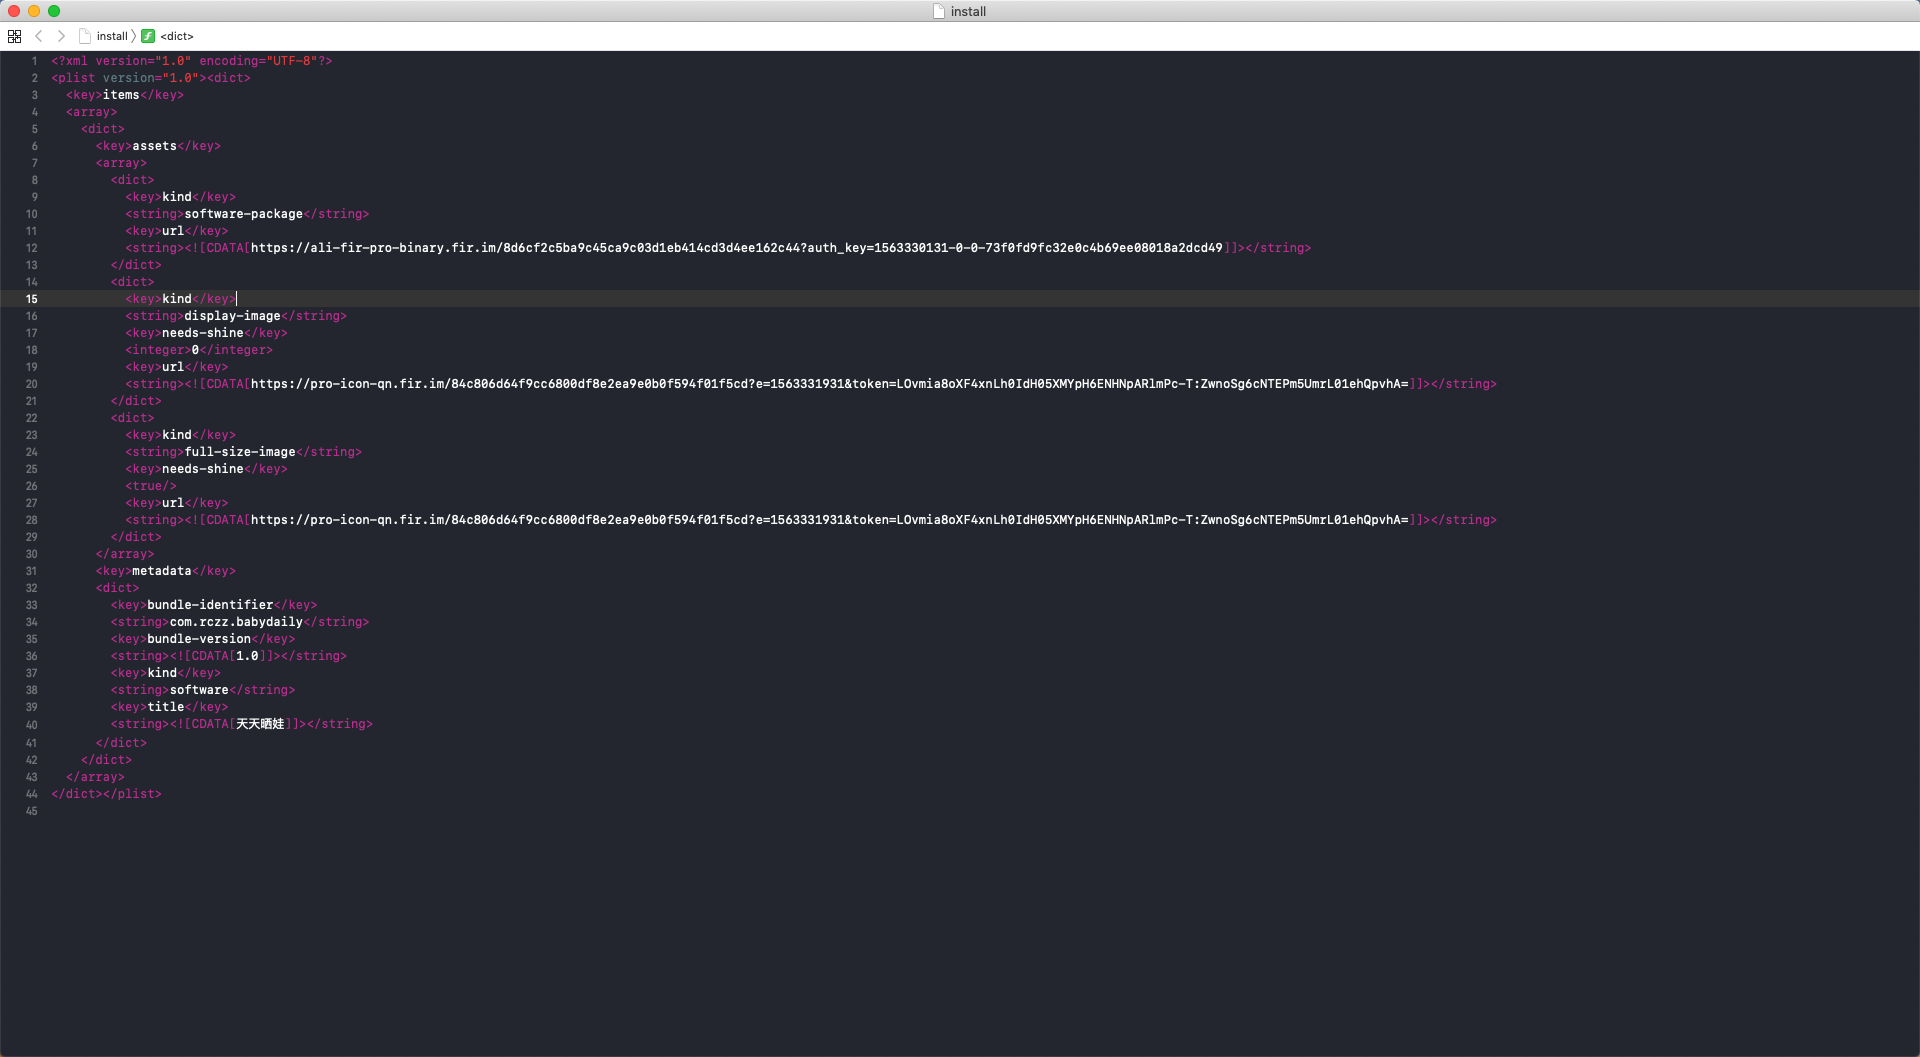 install
install 〉 <dict>
1 <?xml version="1.0" encoding="UTF-8"?>
2 <plist version="1.0"><dict>
3 <key>items</key>
4 <array>
5 <dict>
6 <key>assets</key>
7 <array>
8 <dict>
9 <key>kind</key>
10 <string>software-package</string>
11 <key>url</key>
12 <string><![CDATA[https://ali-fir-pro-binary.fir.im/8d6cf2c5ba9c45ca9c03d1eb414cd3d4ee162c44?auth_key=1563330131-0-0-73f0fd9fc32e0c4b69ee08018a2dcd49]]></string>
13 </dict>
14 <dict>
15 <key>kind</key>
16 <string>display-image</string>
17 <key>needs-shine</key>
18 <integer>0</integer>
19 <key>url</key>
20 <string><![CDATA[https://pro-icon-qn.fir.im/84c806d64f9cc6800df8e2ea9e0b0f594f01f5cd?e=1563331931&token=LOvmia8oXF4xnLh0IdH05XMYpH6ENHNpARlmPc-T:ZwnoSg6cNTEPm5UmrL01ehQpvhA=]]></string>
21 </dict>
22 <dict>
23 <key>kind</key>
24 <string>full-size-image</string>
25 <key>needs-shine</key>
26 <true/>
27 <key>url</key>
28 <string><![CDATA[https://pro-icon-qn.fir.im/84c806d64f9cc6800df8e2ea9e0b0f594f01f5cd?e=1563331931&token=LOvmia8oXF4xnLh0IdH05XMYpH6ENHNpARlmPc-T:ZwnoSg6cNTEPm5UmrL01ehQpvhA=]]></string>
29 </dict>
30 </array>
31 <key>metadata</key>
32 <dict>
33 <key>bundle-identifier</key>
34 <string>com.rczz.babydaily</string>
35 <key>bundle-version</key>
36 <string><![CDATA[1.0]]></string>
37 <key>kind</key>
38 <string>software</string>
39 <key>title</key>
40 <string><![CDATA[天天晒娃]]></string>
41 </dict>
42 </dict>
43 </array>
44 </dict></plist>
45